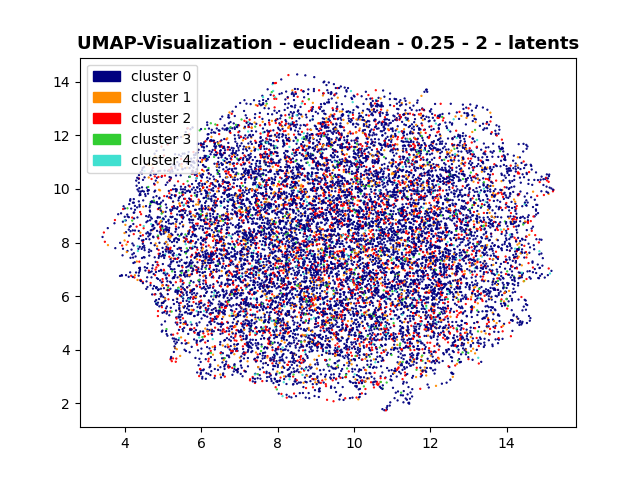 UMAP-Visualization - euclidean - 0.25 - 2 - latents
cluster 0
cluster 1
cluster 2
cluster 3
cluster 4
14
12
10
8
6
4
2
4 6 8 10 12 14